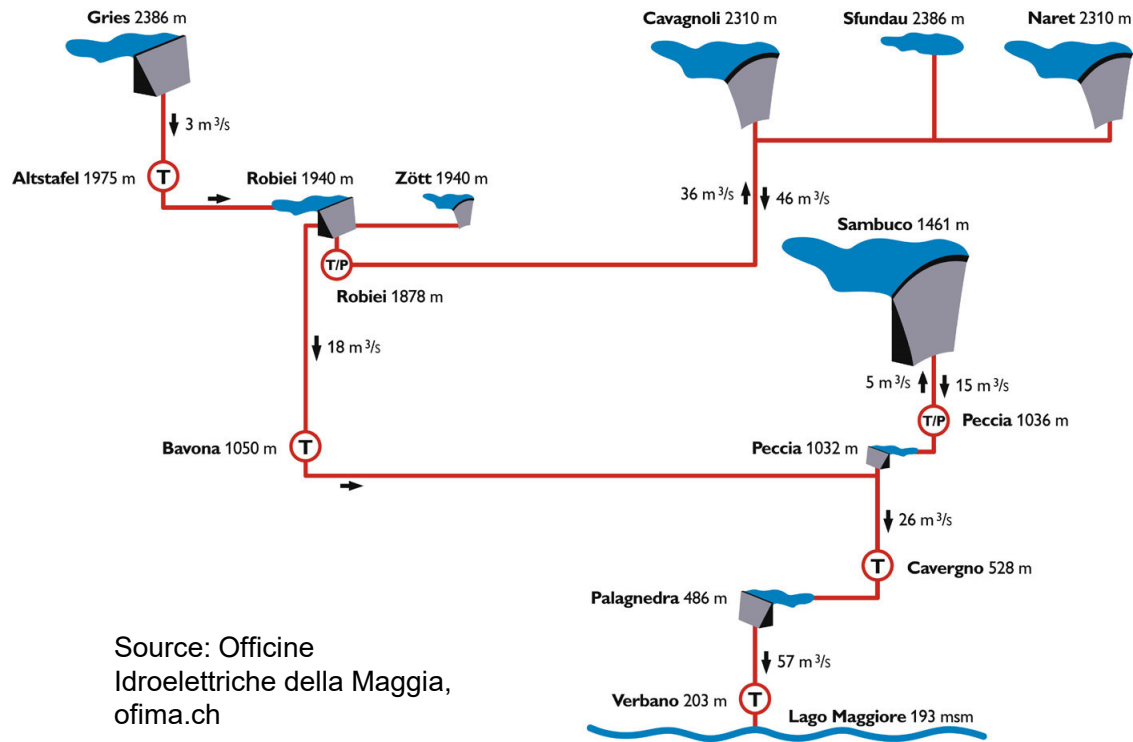 Gries 2386 m
Cavagnoli 2310 m
Sfundau 2386 m
Naret 2310 m
3 m³/s
Altstafel 1975 m
T
Robiei 1940 m
Zött 1940 m
36 m³/s
46 m³/s
Sambuco 1461 m
T/P
Robiei 1878 m
18 m³/s
5 m³/s
15 m³/s
T/P
Peccia 1036 m
Bavona 1050 m
T
Peccia 1032 m
26 m³/s
T
Cavergno 528 m
Palagnedra 486 m
57 m³/s
Verbano 203 m
T
Lago Maggiore 193 msm
Source: Officine
Idroelettriche della Maggia,
ofima.ch